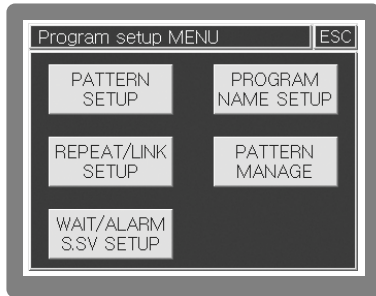 Program setup MENU ESC
PATTERN
SETUP
PROGRAM
NAME SETUP
REPEAT/LINK
SETUP
PATTERN
MANAGE
WAIT/ALARM
S.SV SETUP